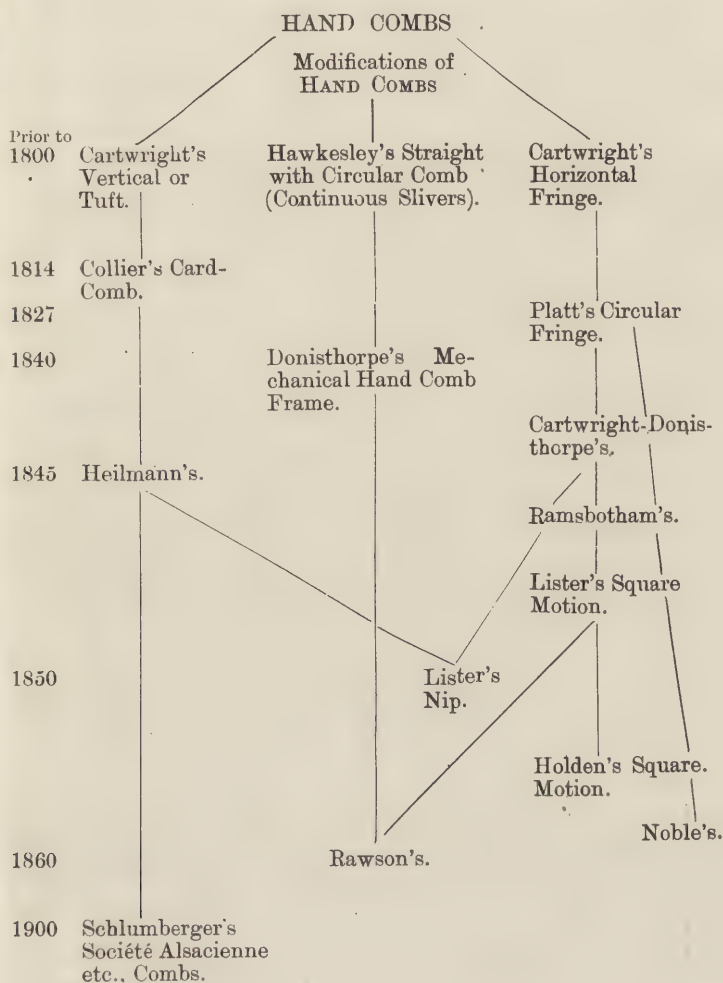 HAND COMBS
Modifications of
HAND COMBS
Prior to
1800 Cartwright's Hawkesley's Straight Cartwright's
Vertical or with Circular Comb Horizontal
Tuft. (Continuous Slivers). Fringe.
1814 Collier's Card-
Comb.
1827 Platt's Circular
Fringe.
1840 Donisthorpe's Me-
chanical Hand Comb
Frame.
Cartwright-Donis-
thorpe's.
1845 Heilmann's.
Ramsbotham's.
Lister's Square
Motion.
1850 Lister's
Nip.
Holden's Square.
Motion.
Noble's.
1860 Rawson's.
1900 Schlumberger's
Société Alsacienne
etc., Combs.